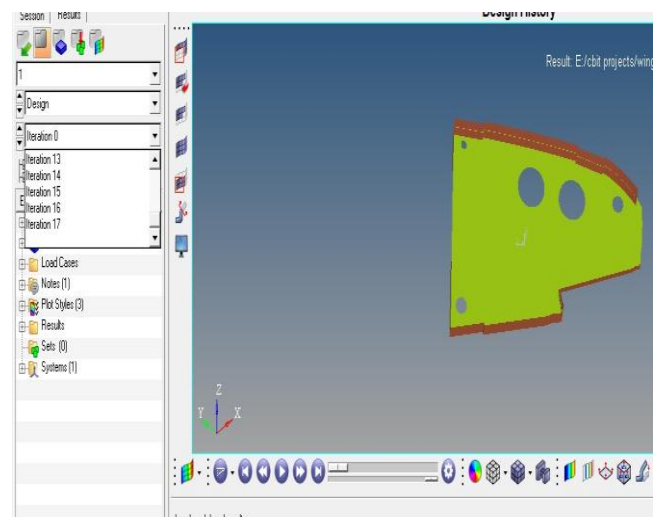 Session Results
Design History
Result: E:/cbit projects/wing
1
Design
Iteration 0
Iteration 13
Iteration 14
Iteration 15
Iteration 16
Iteration 17
Load Cases
Notes (1)
Plot Styles (3)
Results
Sets (0)
Systems (1)
Z
Y X